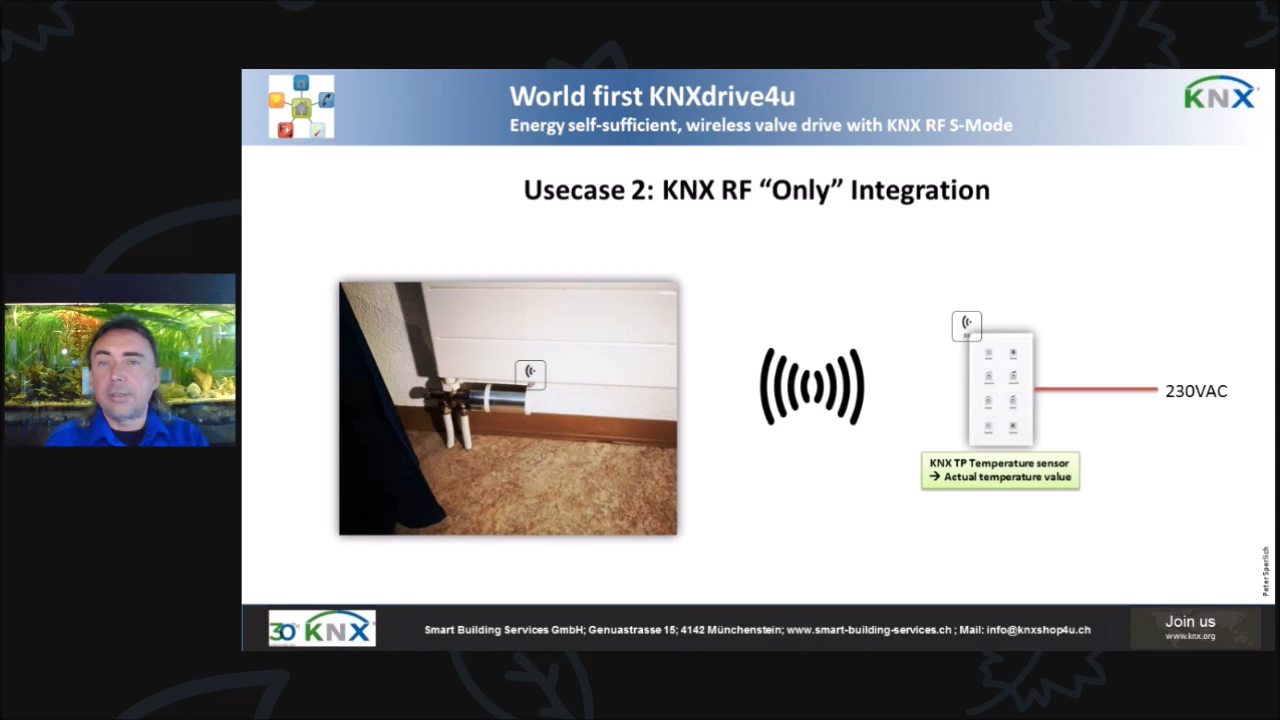 World first KNXdrive4u
Energy self-sufficient, wireless valve drive with KNX RF S-Mode
KNX
Usecase 2: KNX RF “Only” Integration
230VAC
KNX TP Temperature sensor
→ Actual temperature value
Peter Sperlich
30 KNX
Smart Building Services GmbH; Genuastrasse 15; 4142 Münchenstein; www.smart-building-services.ch ; Mail: info@knxshop4u.ch
Join us
www.knx.org